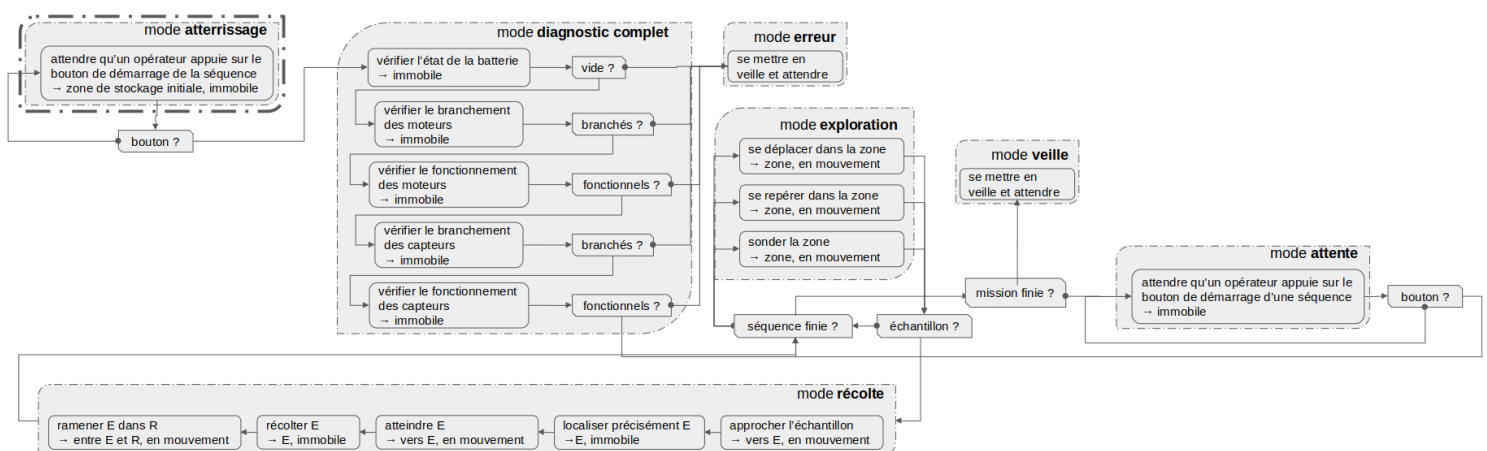 mode atterrissage
attendre qu'un opérateur appuie sur le
bouton de démarrage de la séquence
→ zone de stockage initiale, immobile
bouton ?
mode diagnostic complet
vérifier l'état de la batterie
→ immobile
vide ?
vérifier le branchement
des moteurs
→ immobile
branchés ?
vérifier le fonctionnement
des moteurs
→ immobile
fonctionnels ?
vérifier le branchement
des capteurs
→ immobile
branchés ?
vérifier le fonctionnement
des capteurs
→ immobile
fonctionnels ?
mode erreur
se mettre en
veille et attendre
mode exploration
se déplacer dans la zone
→ zone, en mouvement
se repérer dans la zone
→ zone, en mouvement
sonder la zone
→ zone, en mouvement
séquence finie ?
échantillon ?
mode veille
se mettre en
veille et attendre
mission finie ?
mode attente
attendre qu'un opérateur appuie sur le
bouton de démarrage d'une séquence
→ immobile
bouton ?
mode récolte
ramener E dans R
→ entre E et R, en mouvement
récolter E
→ E, immobile
atteindre E
→ vers E, en mouvement
localiser précisément E
→E, immobile
approcher l'échantillon
→ vers E, en mouvement